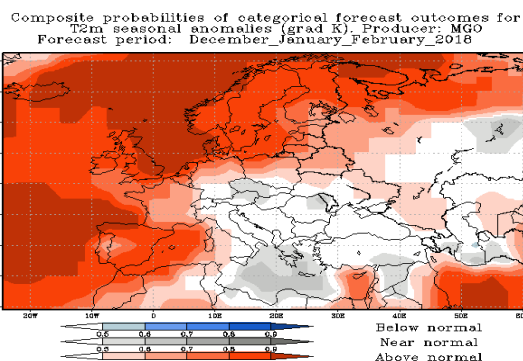 Composite probabilities of categorical forecast outcomes for
T2m seasonal anomalies (grad K). Producer: MGO
Forecast period: December_January_February_2018
20W 10W 0 10E 20E 30E 40E 50E
0.5 0.6 0.7 0.8 0.9 Below normal
0.5 0.6 0.7 0.8 0.9 Near normal
0.5 0.6 0.7 0.8 0.9 Above normal